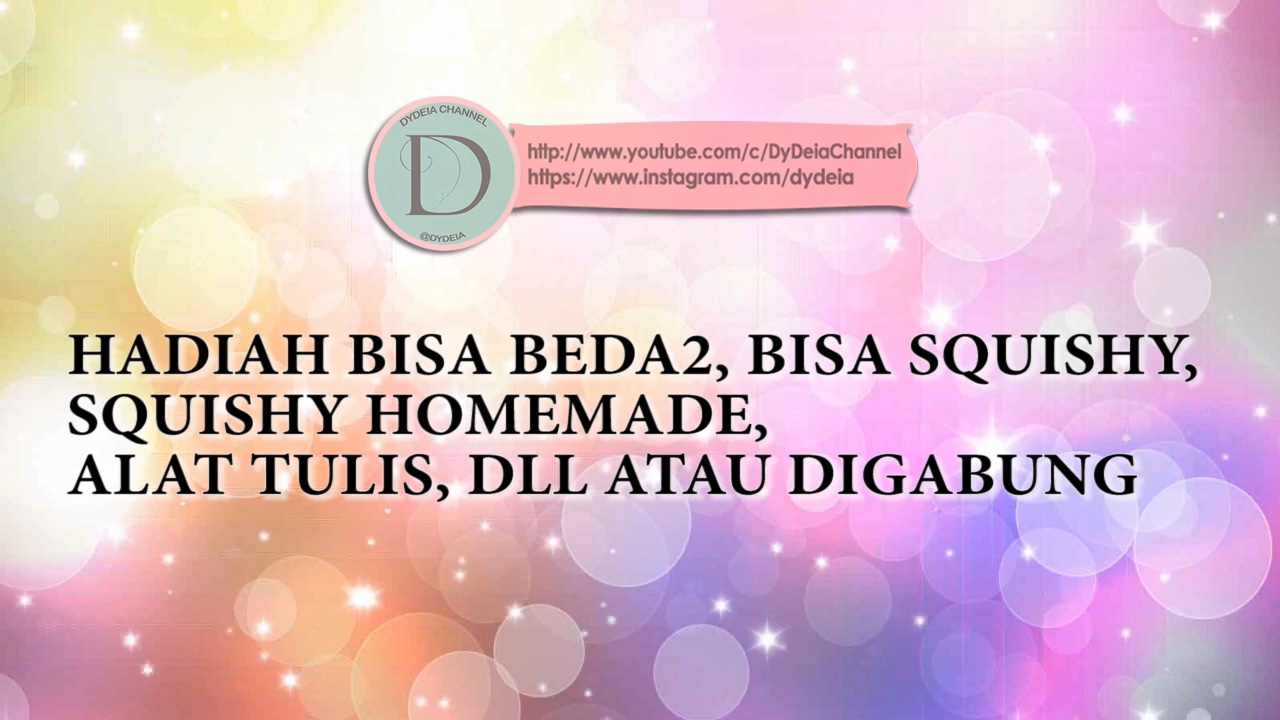 DYDEIA CHANNEL
D
@DYDEIA
http://www.youtube.com/c/DyDeiaChannel
https://www.instagram.com/dydeia
HADIAH BISA BEDA2, BISA SQUISHY,
SQUISHY HOMEMADE,
ALAT TULIS, DLL ATAU DIGABUNG